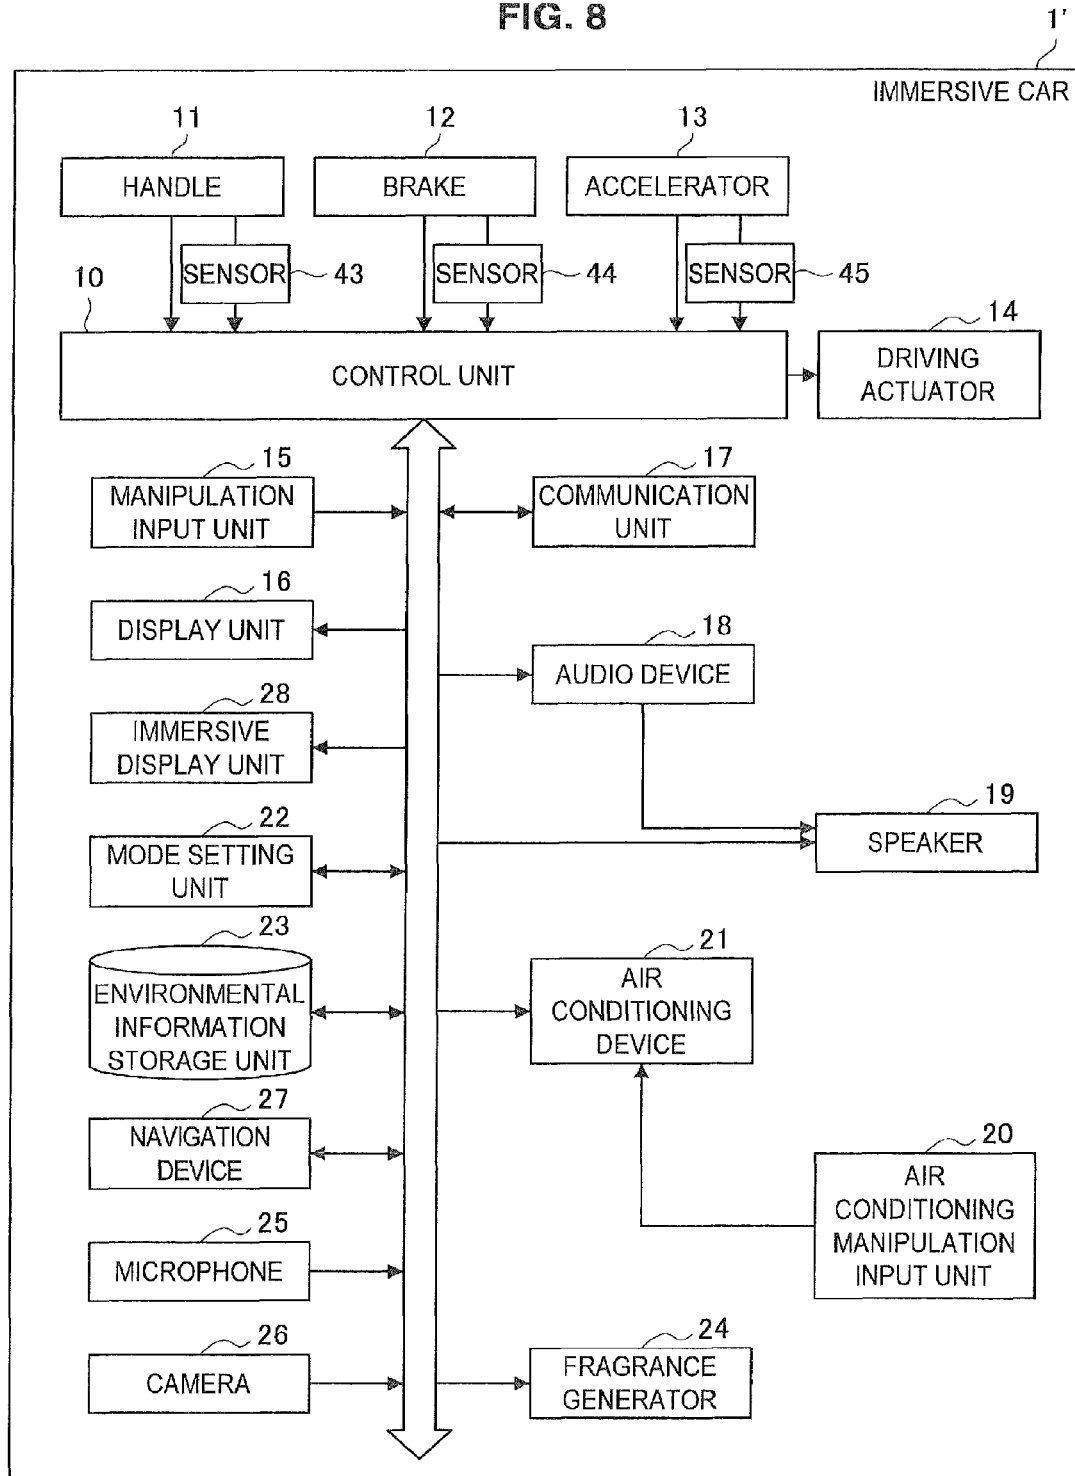 FIG. 8
1'
IMMERSIVE CAR
11
12
13
HANDLE
BRAKE
ACCELERATOR
SENSOR
43
SENSOR
44
SENSOR
45
10
CONTROL UNIT
14
DRIVING
ACTUATOR
15
MANIPULATION
INPUT UNIT
17
COMMUNICATION
UNIT
16
DISPLAY UNIT
18
AUDIO DEVICE
28
IMMERSIVE
DISPLAY UNIT
19
SPEAKER
22
MODE SETTING
UNIT
23
ENVIRONMENTAL
INFORMATION
STORAGE UNIT
21
AIR
CONDITIONING
DEVICE
27
NAVIGATION
DEVICE
20
AIR
CONDITIONING
MANIPULATION
INPUT UNIT
25
MICROPHONE
26
CAMERA
24
FRAGRANCE
GENERATOR